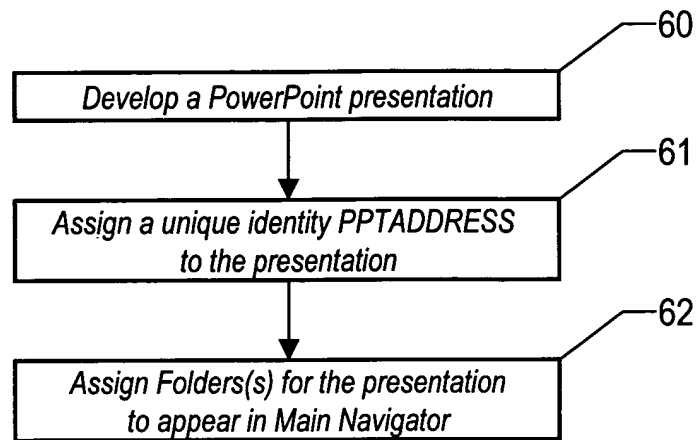 60
Develop a PowerPoint presentation
61
Assign a unique identity PPTADDRESS
to the presentation
62
Assign Folders(s) for the presentation
to appear in Main Navigator